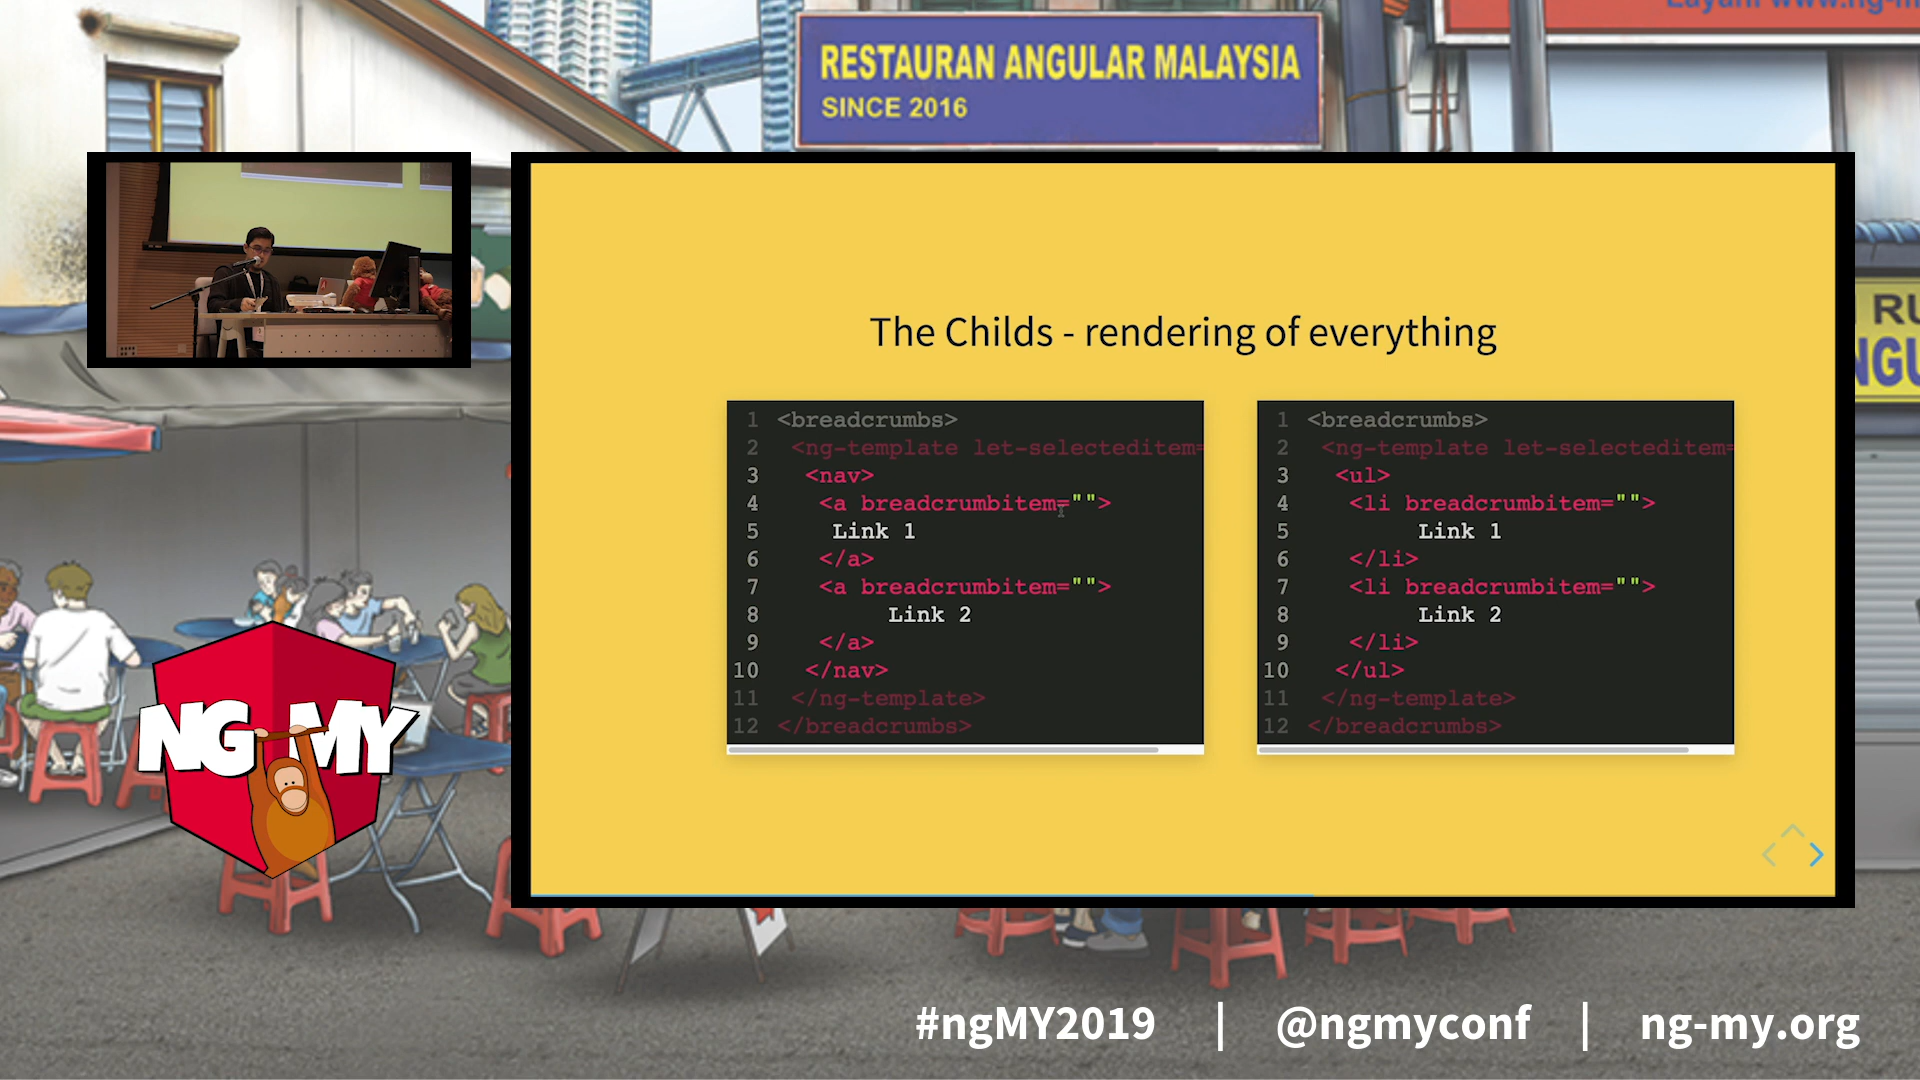 RESTAURAN ANGULAR MALAYSIA
SINCE 2016
The Childs - rendering of everything
1 <breadcrumbs>
2 <ng-template let-selecteditem=
3 <nav>
4 <a breadcrumbitem="">
5 Link 1
6 </a>
7 <a breadcrumbitem="">
8 Link 2
9 </a>
10 </nav>
11 </ng-template>
12 </breadcrumbs>
1 <breadcrumbs>
2 <ng-template let-selecteditem=
3 <ul>
4 <li breadcrumbitem="">
5 Link 1
6 </li>
7 <li breadcrumbitem="">
8 Link 2
9 </li>
10 </ul>
11 </ng-template>
12 </breadcrumbs>
NG MY
#ngMY2019 | @ngmyconf | ng-my.org